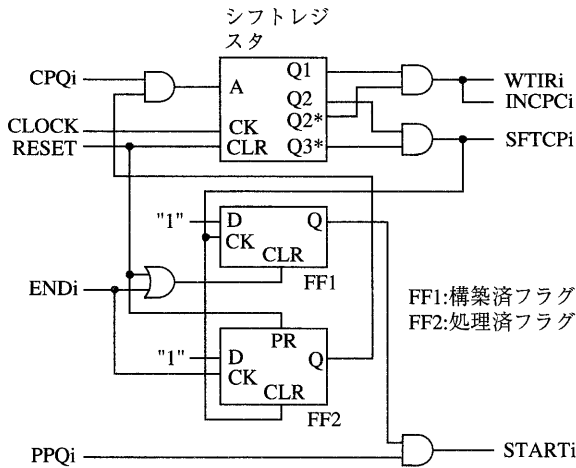 シフトレジ
スタ
CPQi
A
Q1
WTIRi
INCPCi
Q2
Q2*
CLOCK
CK
SFTCPi
RESET
CLR
Q3*
"1"
D
Q
CK
CLR
FF1
ENDi
FF1:構築済フラグ
FF2:処理済フラグ
PR
"1"
D
Q
CK
CLR
FF2
PPQi
STARTi